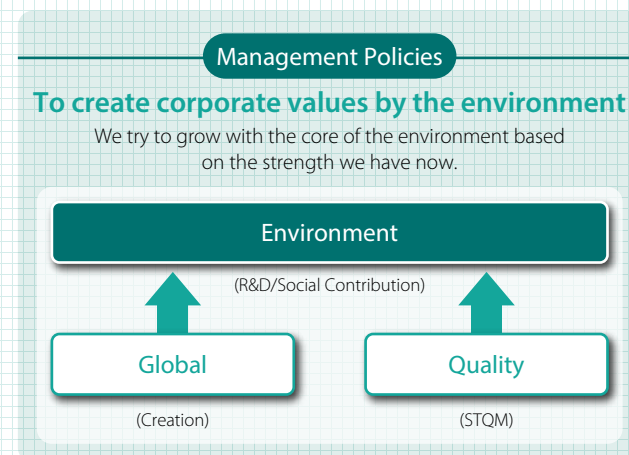 Management Policies
To create corporate values by the environment
We try to grow with the core of the environment based
on the strength we have now.
Environment
(R&D/Social Contribution)
Global
Quality
(Creation)
(STQM)